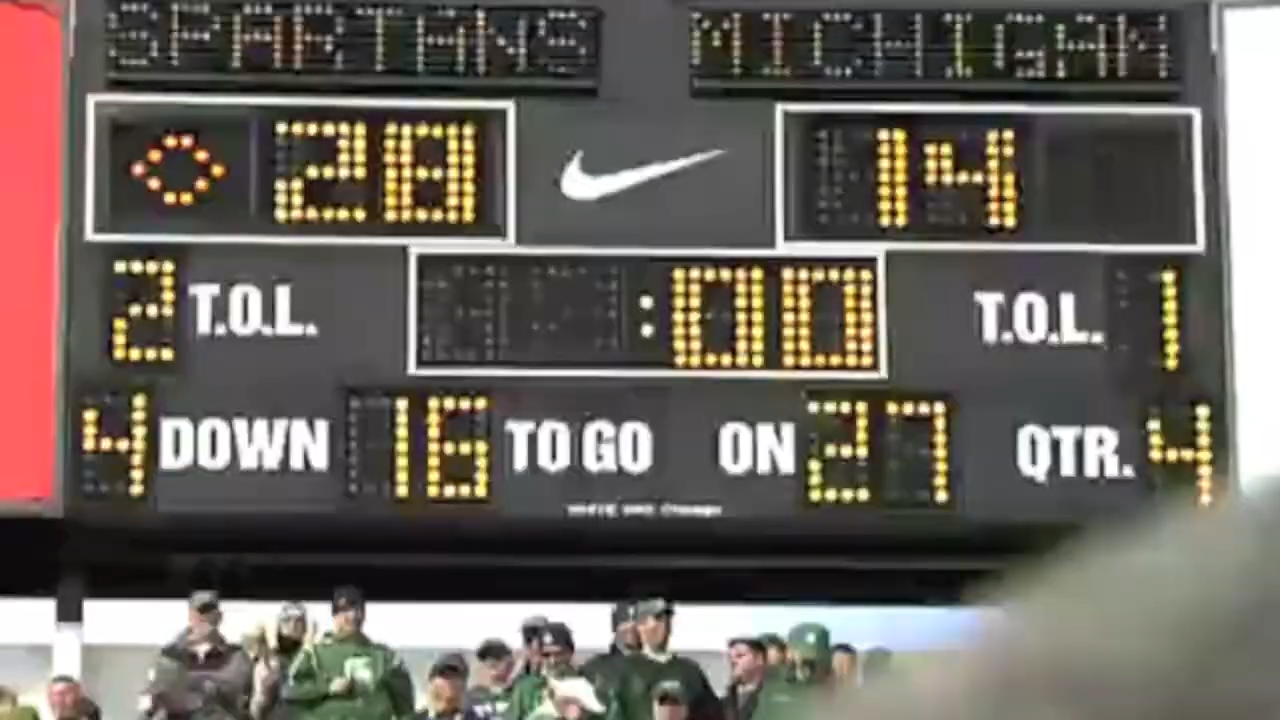 SPARTANS MICHIGAN
28 14
2 T.O.L. :00 T.O.L. 1
4 DOWN 16 TO GO ON 27 QTR. 4